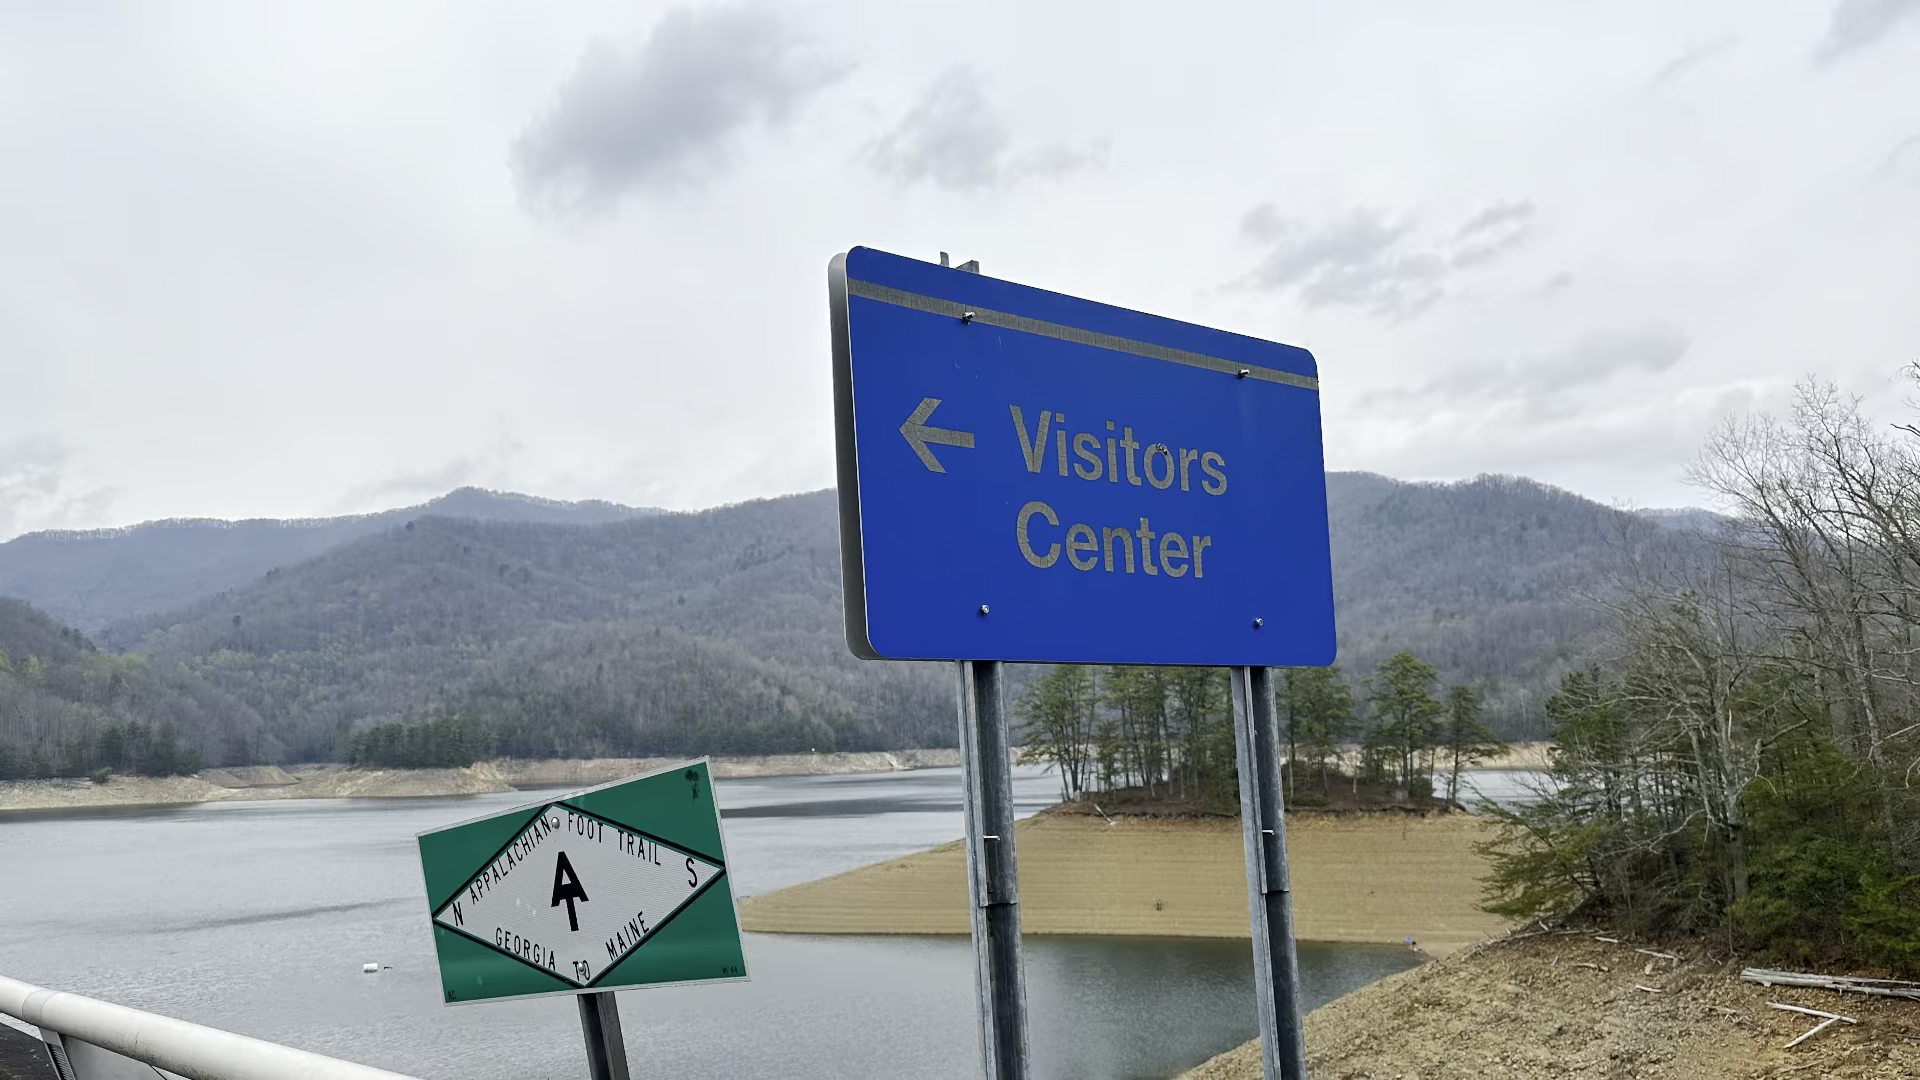 Visitors
Center
APPALACHIAN FOOT TRAIL
N
S
GEORGIA TO MAINE